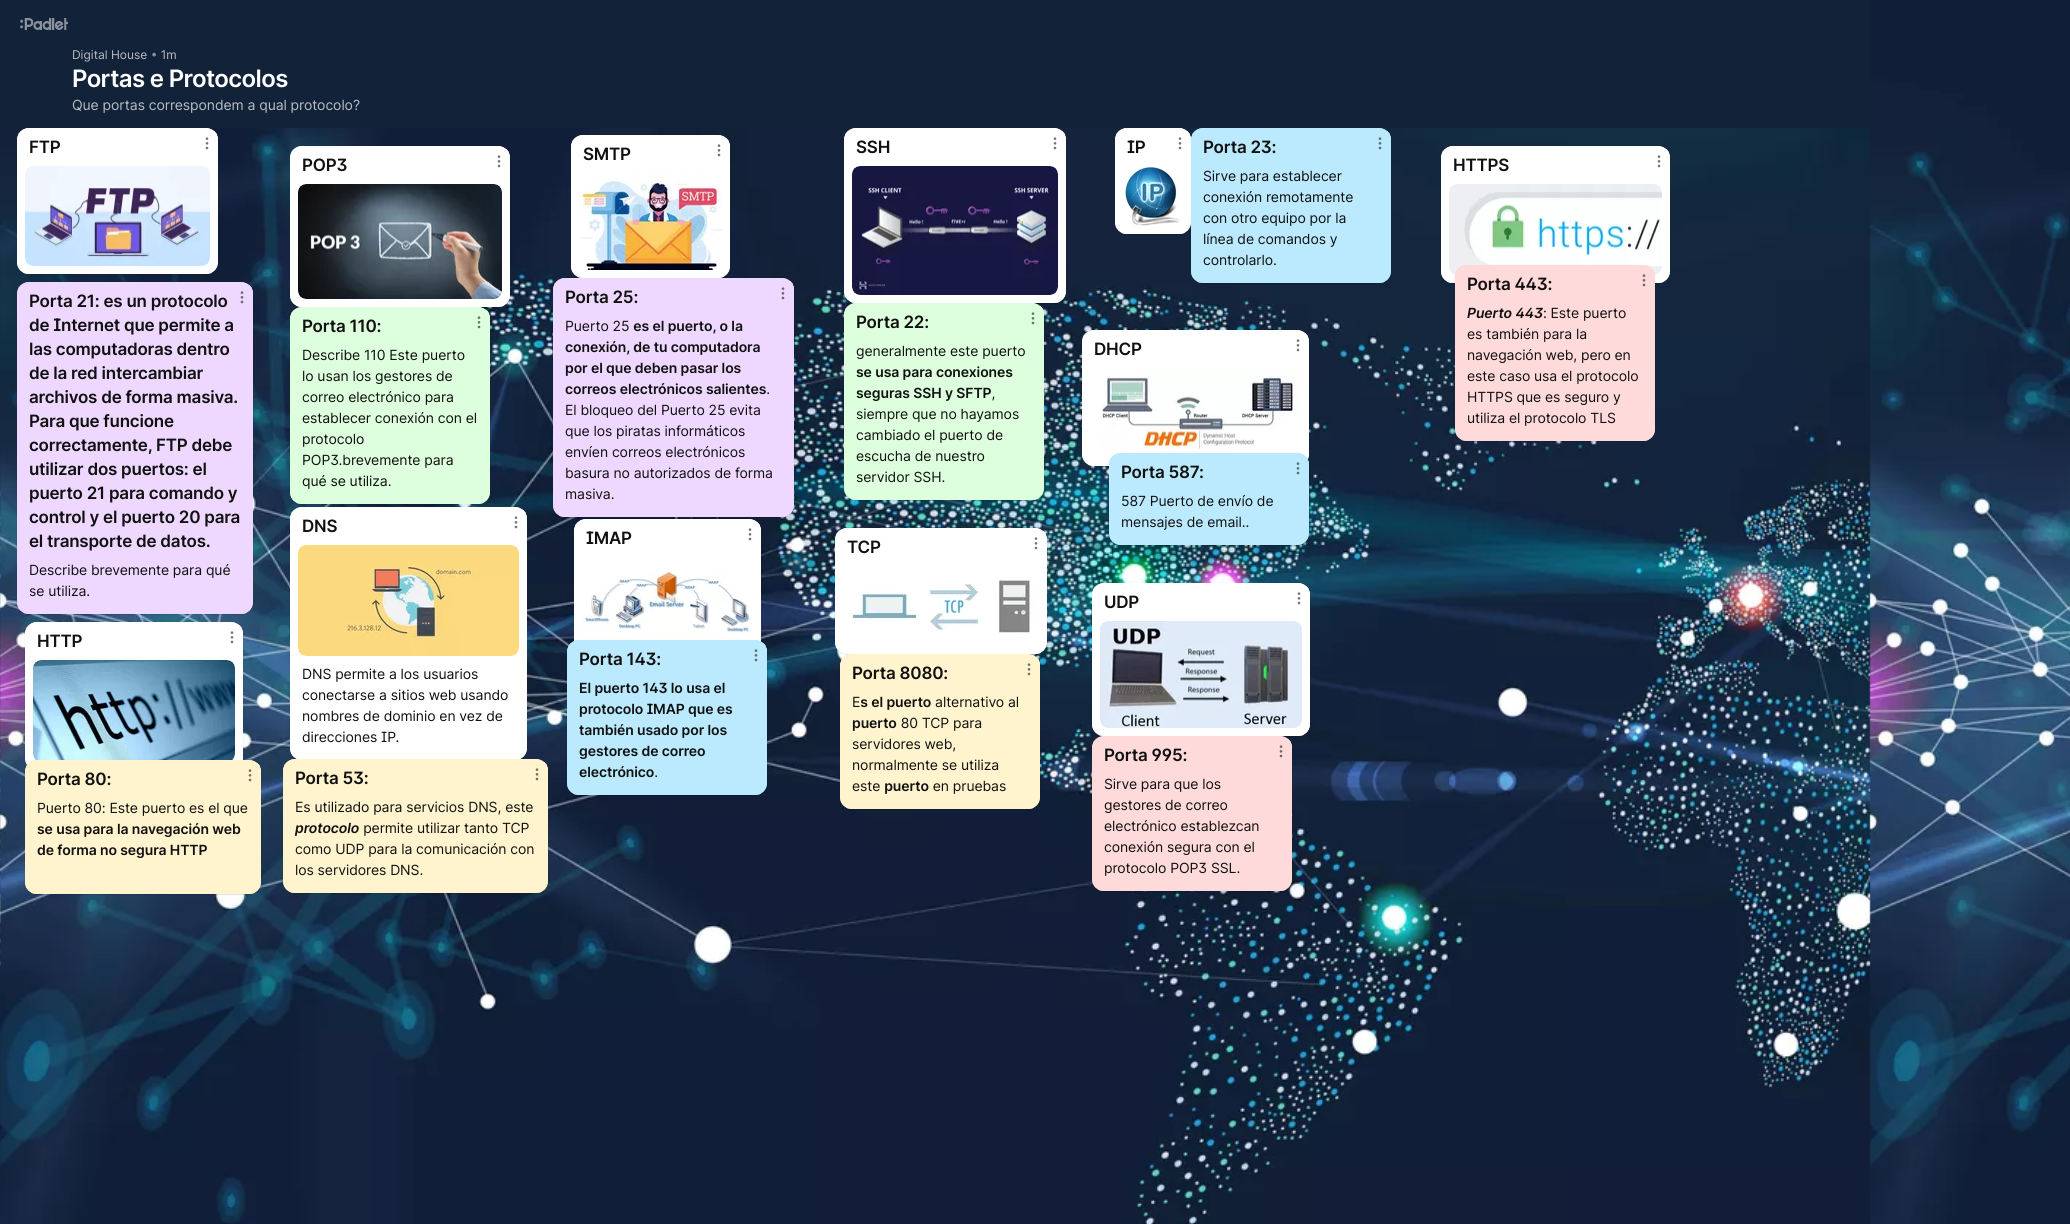 :Padlet
Digital House • 1m
Portas e Protocolos
Que portas correspondem a qual protocolo?
FTP
FTP
Porta 21: es un protocolo
de Internet que permite a
las computadoras dentro
de la red intercambiar
archivos de forma masiva.
Para que funcione
correctamente, FTP debe
utilizar dos puertos: el
puerto 21 para comando y
control y el puerto 20 para
el transporte de datos.
Describe brevemente para qué
se utiliza.
HTTP
http://www
Porta 80:
Puerto 80: Este puerto es el que
se usa para la navegación web
de forma no segura HTTP
POP3
POP 3
Porta 110:
Describe 110 Este puerto
lo usan los gestores de
correo electrónico para
establecer conexión con el
protocolo
POP3.brevemente para
qué se utiliza.
DNS
domain.com
216.3.128.12
DNS permite a los usuarios
conectarse a sitios web usando
nombres de dominio en vez de
direcciones IP.
Porta 53:
Es utilizado para servicios DNS, este
protocolo permite utilizar tanto TCP
como UDP para la comunicación con
los servidores DNS.
SMTP
SMTP
Porta 25:
Puerto 25 es el puerto, o la
conexión, de tu computadora
por el que deben pasar los
correos electrónicos salientes.
El bloqueo del Puerto 25 evita
que los piratas informáticos
envíen correos electrónicos
basura no autorizados de forma
masiva.
IMAP
IMAP
IMAP
IMAP
IMAP
Email Server
Smartphone
Desktop PC
Tablet
Desktop PC
Porta 143:
El puerto 143 lo usa el
protocolo IMAP que es
también usado por los
gestores de correo
electrónico.
SSH
SSH CLIENT
SSH SERVER
Hello !
Hello !
Porta 22:
generalmente este puerto
se usa para conexiones
seguras SSH y SFTP,
siempre que no hayamos
cambiado el puerto de
escucha de nuestro
servidor SSH.
TCP
TCP
Porta 8080:
Es el puerto alternativo al
puerto 80 TCP para
servidores web,
normalmente se utiliza
este puerto en pruebas
IP
IP
Porta 23:
Sirve para establecer
conexión remotamente
con otro equipo por la
línea de comandos y
controlarlo.
DHCP
DHCP Client
Router
DHCP Server
DHCP
Dynamic Host
Configuration Protocol
Porta 587:
587 Puerto de envío de
mensajes de email..
UDP
UDP
Request
Response
Response
Client
Server
Porta 995:
Sirve para que los
gestores de correo
electrónico establezcan
conexión segura con el
protocolo POP3 SSL.
HTTPS
https://
Porta 443:
Puerto 443: Este puerto
es también para la
navegación web, pero en
este caso usa el protocolo
HTTPS que es seguro y
utiliza el protocolo TLS